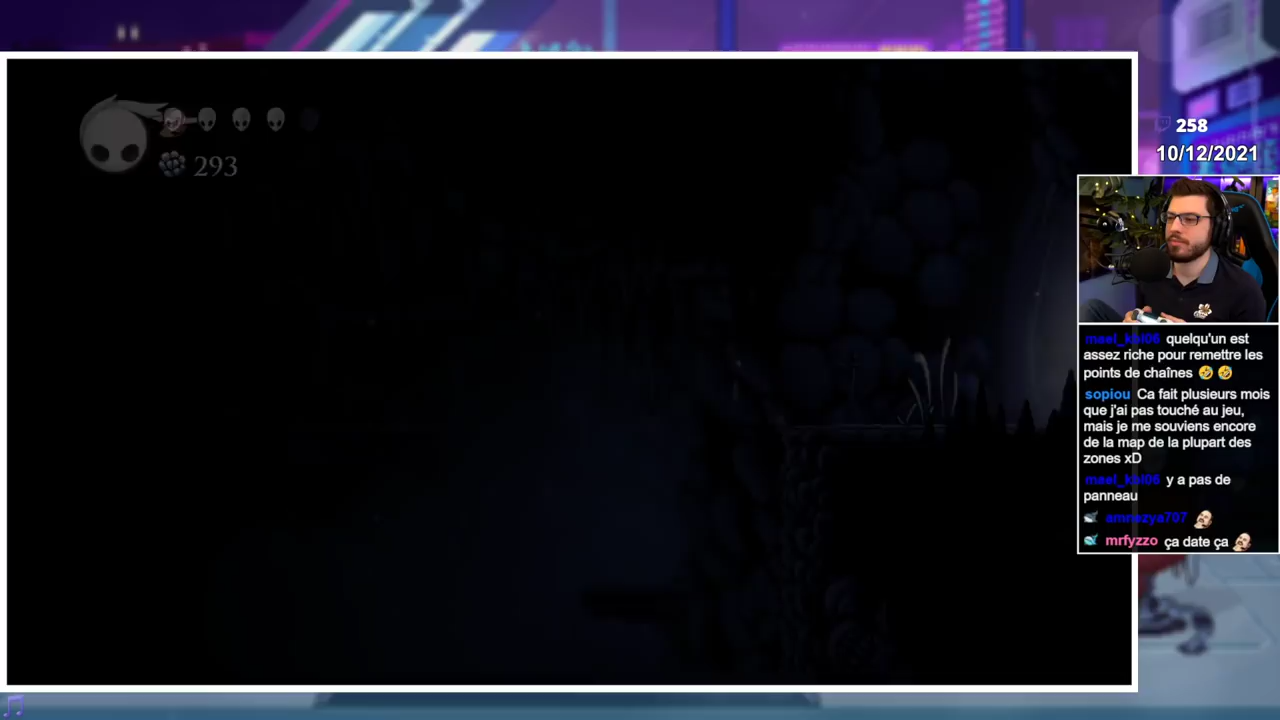 293
258
10/12/2021
mael_kbl06 quelqu'un est
assez riche pour remettre les
points de chaînes 🤣 🤣
sopiou Ca fait plusieurs mois
que j'ai pas touché au jeu,
mais je me souviens encore
de la map de la plupart des
zones xD
mael_kbl06 y a pas de
panneau
amnezya707
mrfyzzo ça date ça